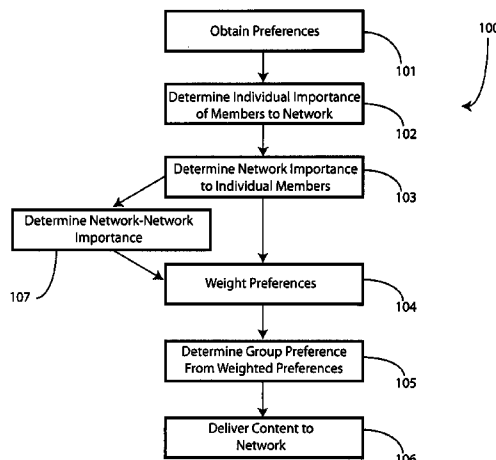 Obtain Preferences
100
101
Determine Individual Importance
of Members to Network
102
Determine Network Importance
to Individual Members
103
Determine Network-Network
Importance
107
Weight Preferences
104
Determine Group Preference
From Weighted Preferences
105
Deliver Content to
Network
106